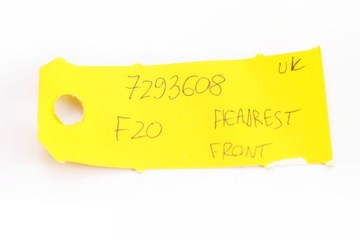 UK
7293608
F20 HEADREST
FRONT